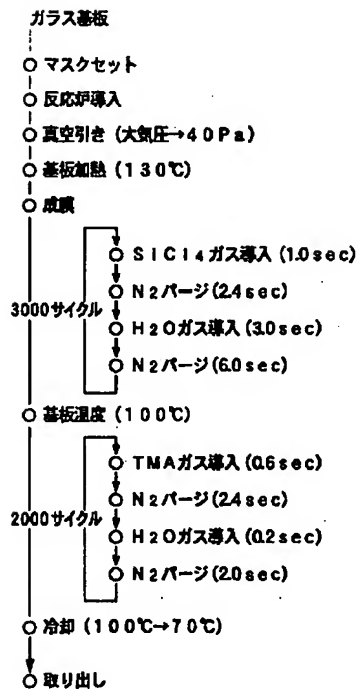 ガラス基板
マスクセット
反応炉導入
真空引き (大気圧→40Pa)
基板加熱 (130℃)
成膜
SiCl4ガス導入 (1.0sec)
N2パージ (2.4sec)
3000サイクル
H2Oガス導入 (3.0sec)
N2パージ (6.0sec)
基板温度 (100℃)
TMAガス導入 (0.6sec)
N2パージ (2.4sec)
2000サイクル
H2Oガス導入 (0.2sec)
N2パージ (2.0sec)
冷却 (100℃→70℃)
取り出し